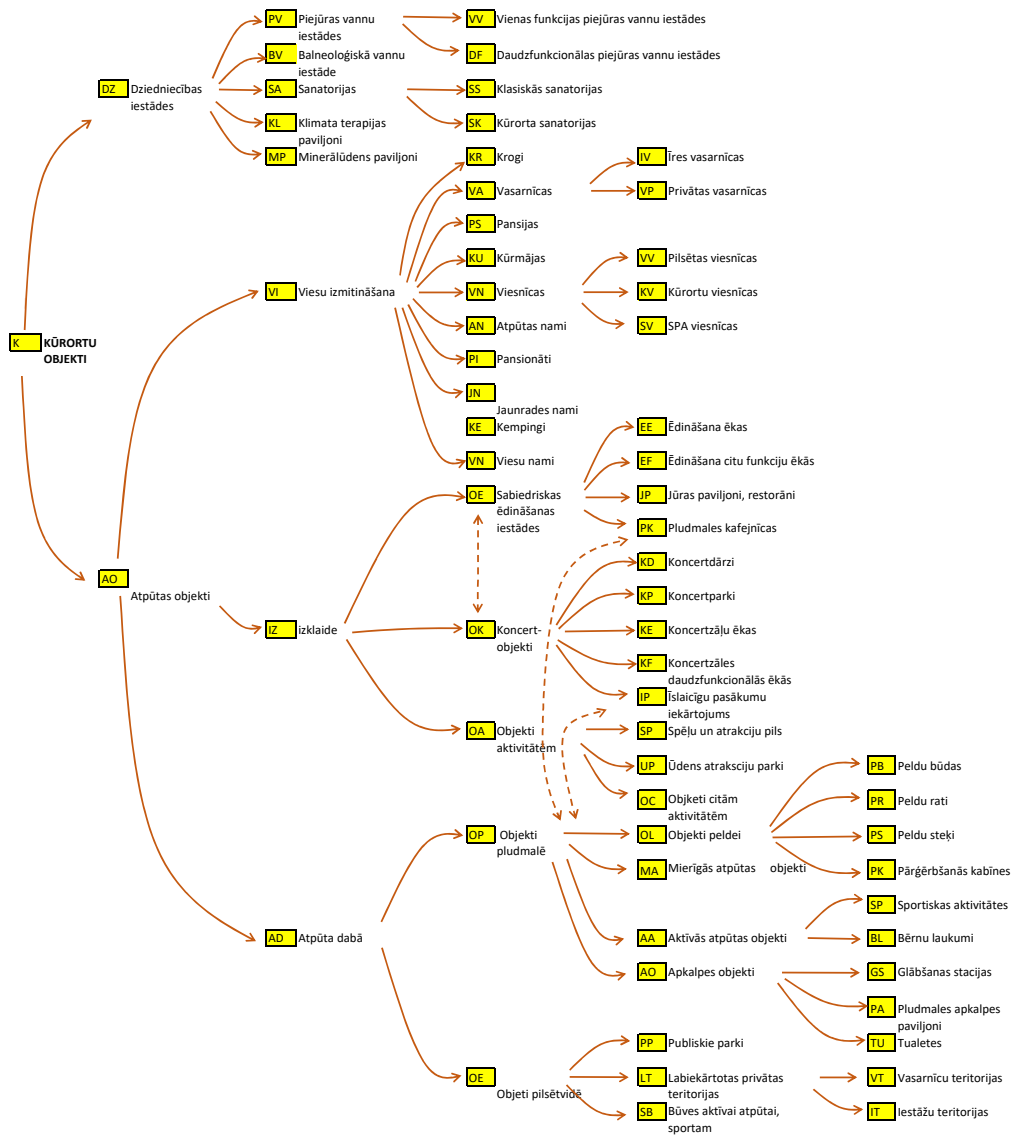 PV Piejūras vannu
iestādes
VV Vienas funkcijas piejūras vannu iestādes
BV Balneoloģiskā vannu
iestāde
DF Daudzfunkcionālas piejūras vannu iestādes
DZ Dziedniecības
iestādes
SA Sanatorijas
SS Klasiskās sanatorijas
KL Klimata terapijas
paviljoni
SK Kūrorta sanatorijas
MP Minerālūdens paviljoni
KR Krogi
IV Īres vasarnīcas
VA Vasarnīcas
VP Privātas vasarnīcas
PS Pansijas
KU Kūrmājas
VV Pilsētas viesnīcas
VI Viesu izmitināšana
VN Viesnīcas
KV Kūrortu viesnīcas
AN Atpūtas nami
SV SPA viesnīcas
K KŪRORTU
OBJEKTI
PI Pansionāti
JN
Jaunrades nami
KE Kempingi
EE Ēdināšana ēkas
VN Viesu nami
EF Ēdināšana citu funkciju ēkās
OE Sabiedriskas
ēdināšanas
iestādes
JP Jūras paviljoni, restorāni
PK Pludmales kafejnīcas
KD Koncertdārzi
AO
Atpūtas objekti
KP Koncertparki
IZ izklaide
OK Koncert-
objekti
KE Koncertzāļu ēkas
KF Koncertzāles
daudzfunkcionālās ēkās
IP Īslaicīgu pasākumu
iekārtojums
OA Objekti
aktivitātēm
SP Spēļu un atrakciju pils
UP Ūdens atraksciju parki
PB Peldu būdas
OC Objketi citām
aktivitātēm
PR Peldu rati
OP Objekti
pludmalē
OL Objekti peldei
PS Peldu steķi
MA Mierīgās atpūtas objekti
PK Pārģērbšanās kabīnes
SP Sportiskas aktivitātes
AD Atpūta dabā
AA Aktīvās atpūtas objekti
BL Bērnu laukumi
AO Apkalpes objekti
GS Glābšanas stacijas
PA Pludmales apkalpes
paviljoni
PP Publiskie parki
TU Tualetes
OE
Objeti pilsētvidē
LT Labiekārtotas privātas
teritorijas
VT Vasarnīcu teritorijas
SB Būves aktīvai atpūtai,
sportam
IT Iestāžu teritorijas